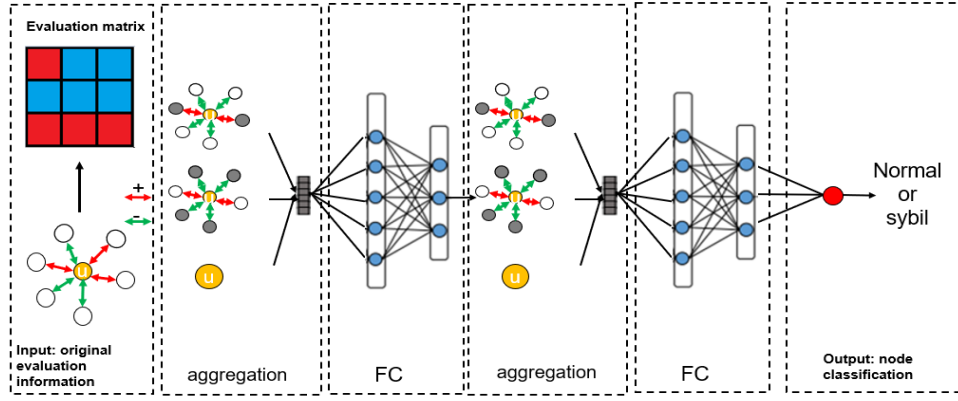 Evaluation matrix
+
-
u
Input: original
evaluation
information
u
aggregation
FC
u
aggregation
FC
Normal
or
sybil
Output: node
classification